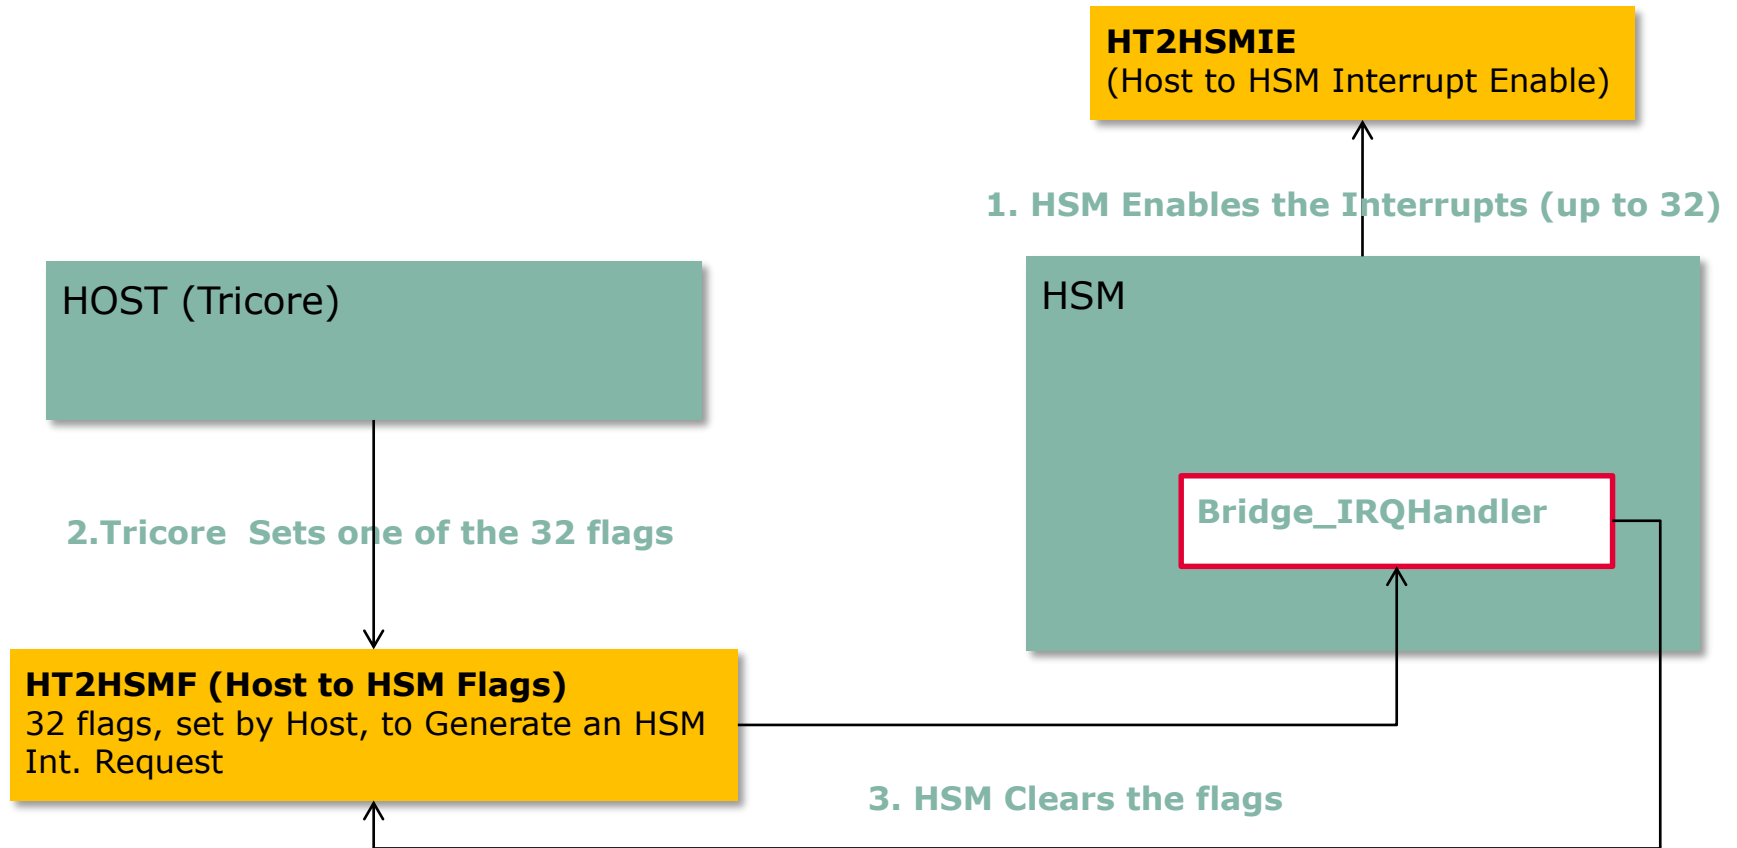 HT2HSMIE
(Host to HSM Interrupt Enable)
1. HSM Enables the Interrupts (up to 32)
HOST (Tricore)
HSM
Bridge_IRQHandler
2.Tricore  Sets one of the 32 flags
HT2HSMF (Host to HSM Flags)
32 flags, set by Host, to Generate an HSM
Int. Request
3. HSM Clears the flags